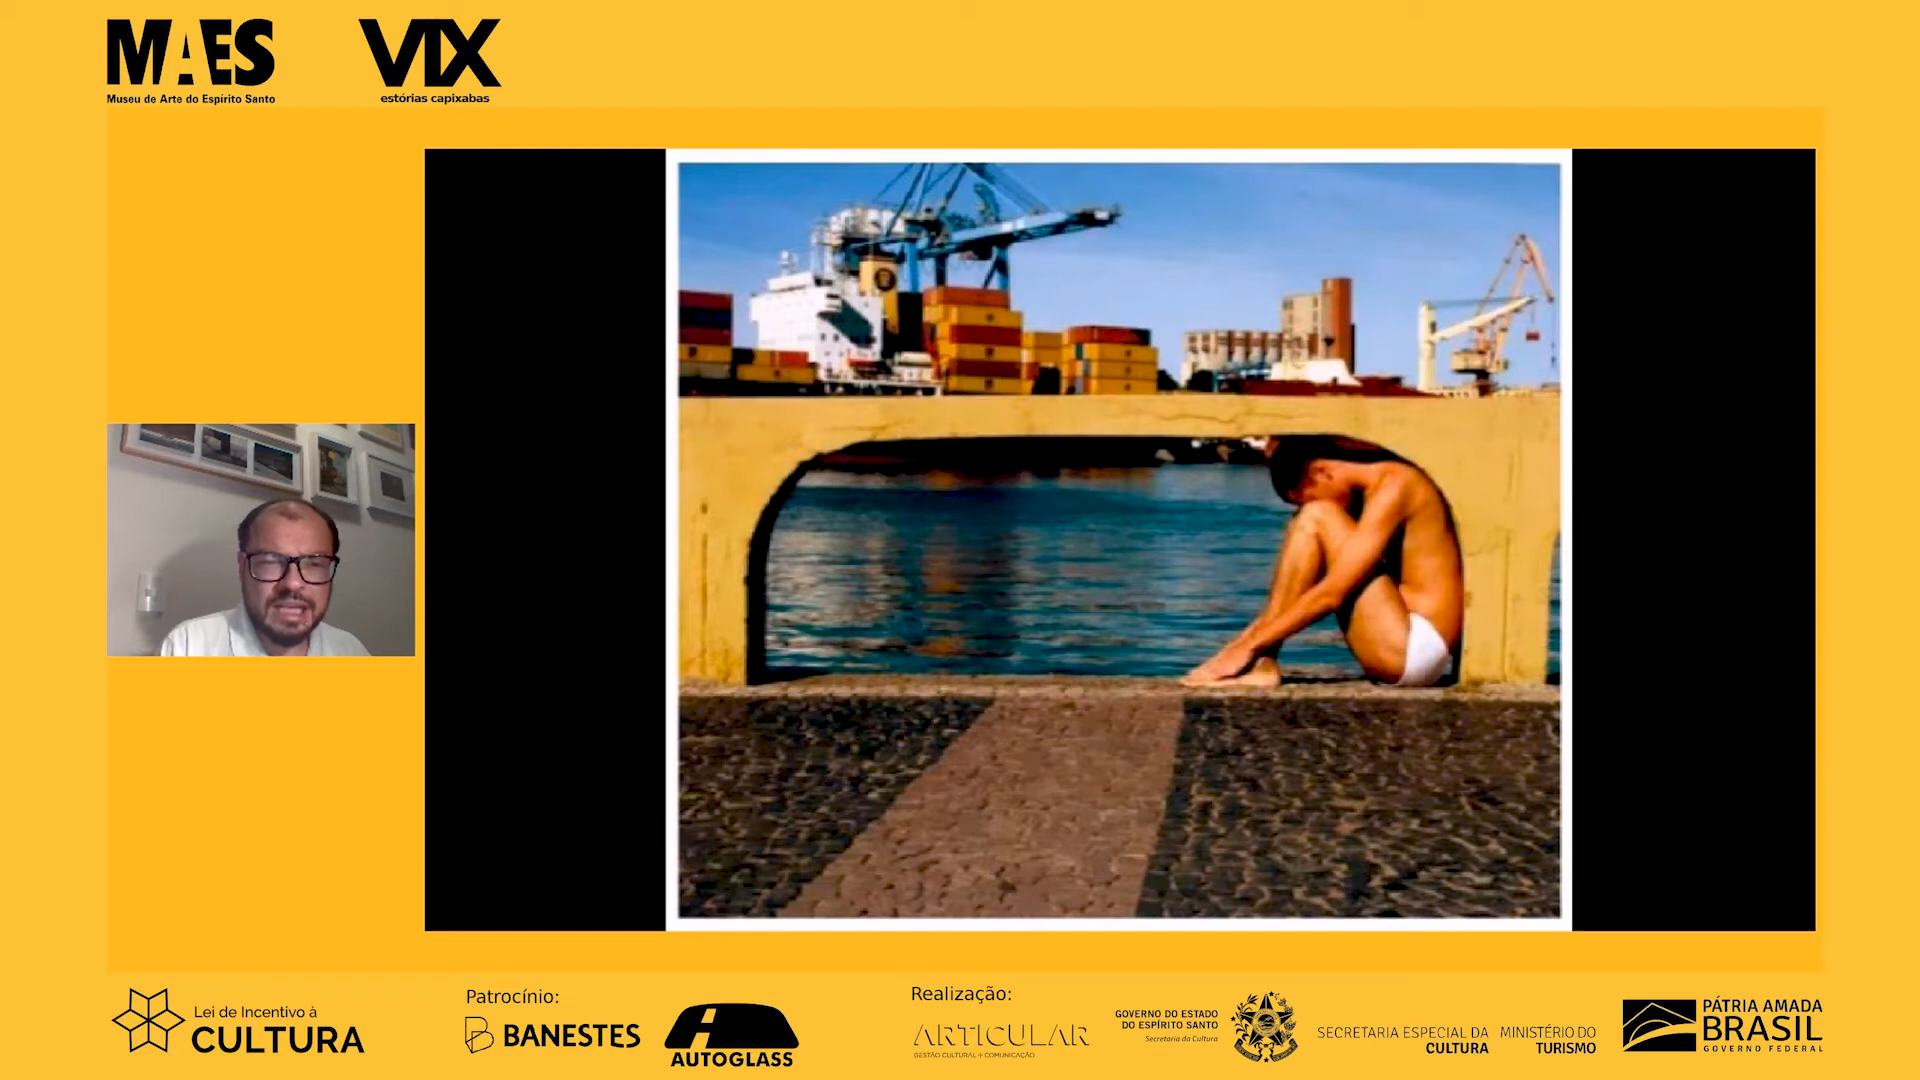 MAES
Museu de Arte do Espírito Santo
VIX
estórias capixabas
Lei de Incentivo à
CULTURA
Patrocínio:
BANESTES
AUTOGLASS
Realização:
ARTICULAR
GESTÃO CULTURAL + COMUNICAÇÃO
GOVERNO DO ESTADO
DO ESPÍRITO SANTO
Secretaria da Cultura
SECRETARIA ESPECIAL DA
CULTURA
MINISTÉRIO DO
TURISMO
PÁTRIA AMADA
BRASIL
GOVERNO FEDERAL